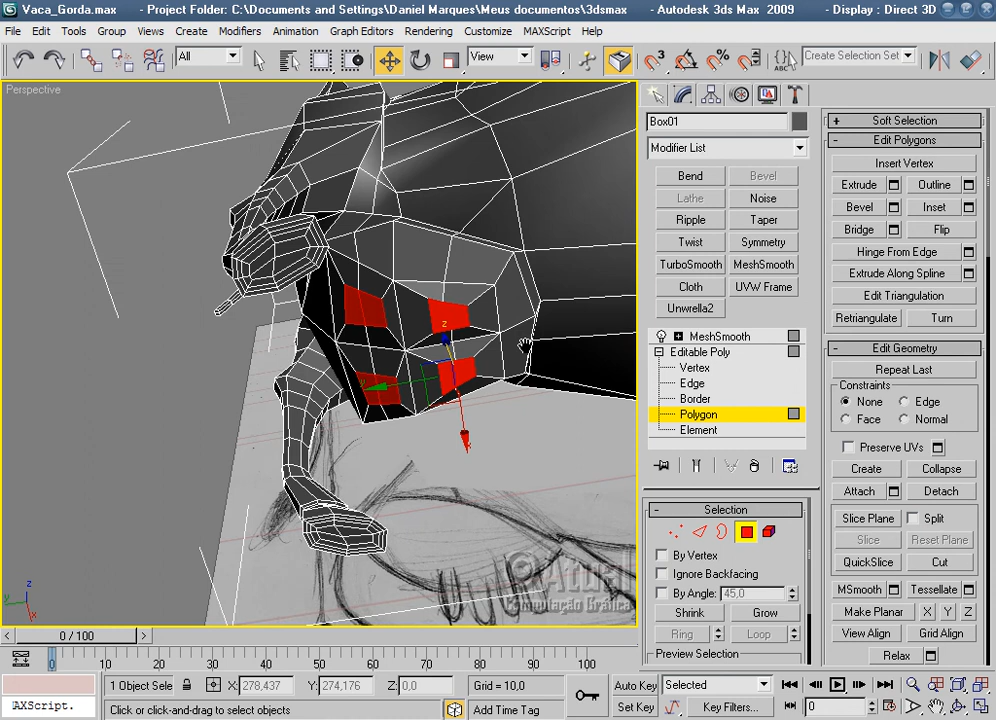 Vaca_Gorda.max - Project Folder: C:\Documents and Settings\Daniel Marques\Meus documentos\3dsmax - Autodesk 3ds Max 2009 - Display : Direct 3D
File Edit Tools Group Views Create Modifiers Animation Graph Editors Rendering Customize MAXScript Help
All View Create Selection Set
Perspective
Box01
Modifier List
Bend Bevel
Lathe Noise
Ripple Taper
Twist Symmetry
TurboSmooth MeshSmooth
Cloth UVW Frame
Unwrella2
MeshSmooth
Editable Poly
Vertex
Edge
Border
Polygon
Element
Selection
By Vertex
Ignore Backfacing
By Angle: 45,0
Shrink Grow
Ring Loop
Preview Selection
Soft Selection
Edit Polygons
Insert Vertex
Extrude Outline
Bevel Inset
Bridge Flip
Hinge From Edge
Extrude Along Spline
Edit Triangulation
Retriangulate Turn
Edit Geometry
Repeat Last
Constraints
None Edge
Face Normal
Preserve UVs
Create Collapse
Attach Detach
Slice Plane Split
Slice Reset Plane
QuickSlice Cut
MSmooth Tessellate
Make Planar X Y Z
View Align Grid Align
Relax
z
x
y
z
y
x
© Atual
Computação Gráfica
0 / 100
0 10 20 30 40 50 60 70 80 90 100
1 Object Sele X: 278,437 Y: 274,176 Z: 0,0 Grid = 10,0 Auto Key Selected
AXScript. Click or click-and-drag to select objects Add Time Tag Set Key Key Filters... 0